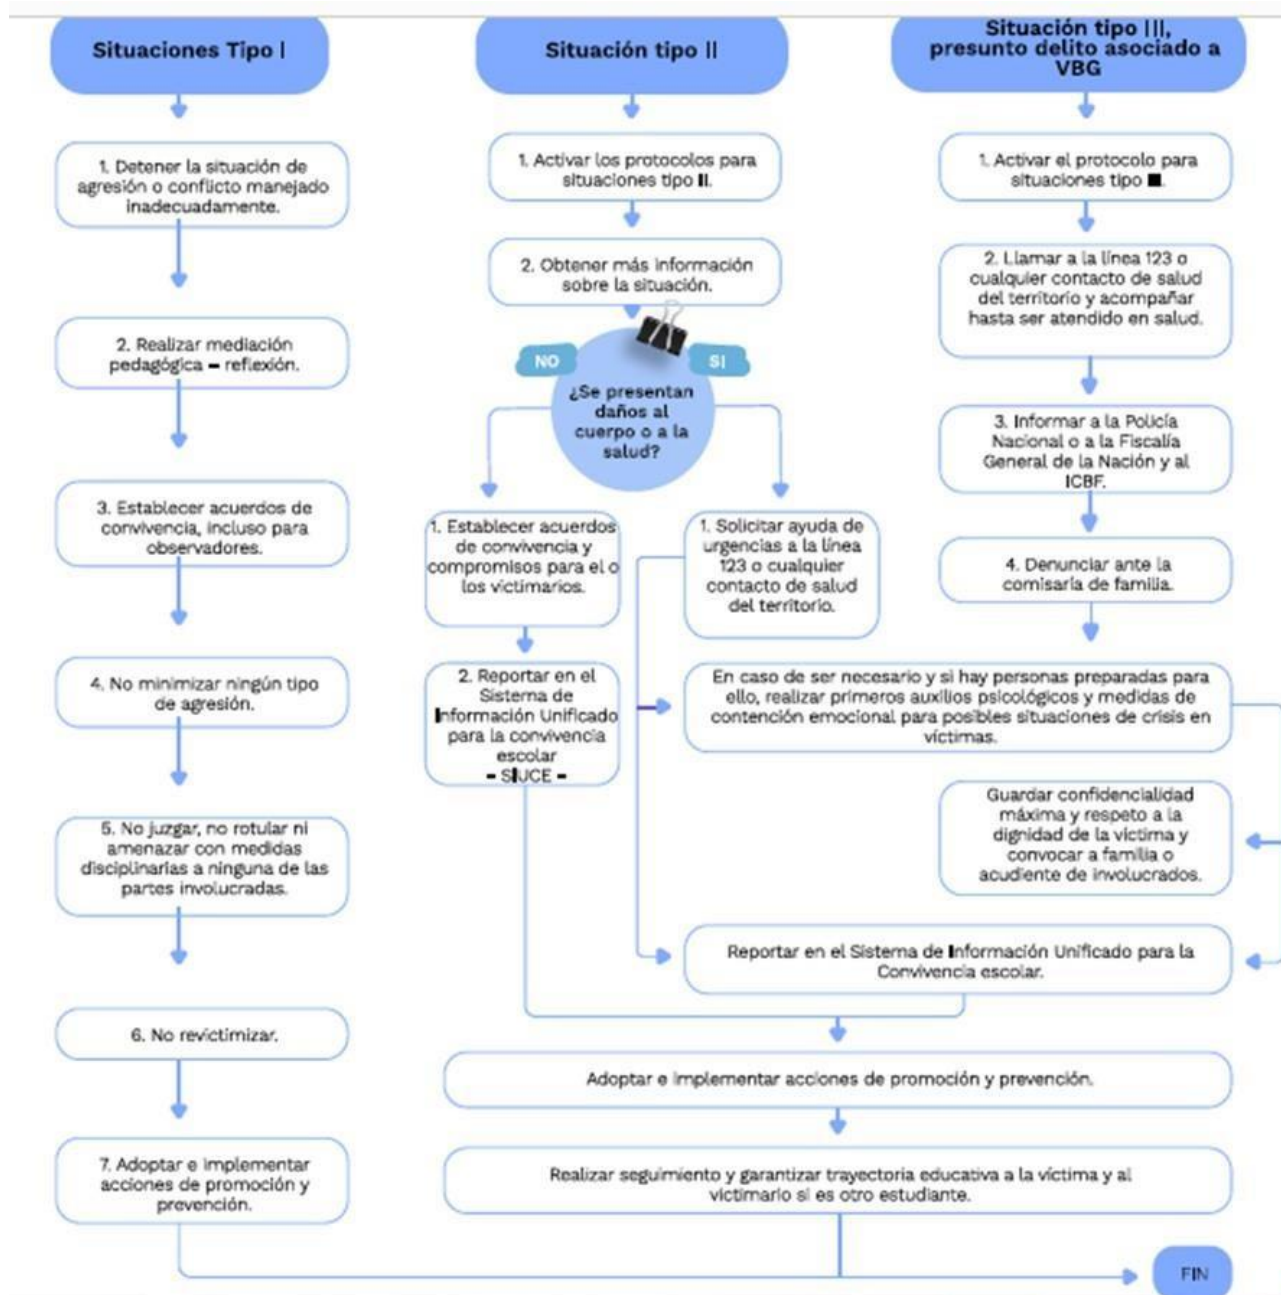 Situaciones Tipo I
1. Detener la situación de
agresión o conflicto manejado
inadecuadamente.
2. Realizar mediación
pedagógica – reflexión.
3. Establecer acuerdos de
convivencia, incluso para
observadores.
4. No minimizar ningún tipo
de agresión.
5. No juzgar, no rotular ni
amenazar con medidas
disciplinarias a ninguna de las
partes involucradas.
6. No revictimizar.
7. Adoptar e implementar
acciones de promoción y
prevención.
Situación tipo II
1. Activar los protocolos para
situaciones tipo II.
2. Obtener más información
sobre la situación.
NO
SI
¿Se presentan
daños al
cuerpo o a la
salud?
1. Establecer acuerdos
de convivencia y
compromisos para el o
los victimarios.
2. Reportar en el
Sistema de
Información Unificado
para la convivencia
escolar
– SIUCE –
1. Solicitar ayuda de
urgencias a la línea
123 o cualquier
contacto de salud
del territorio.
Situación tipo III,
presunto delito asociado a
VBG
1. Activar el protocolo para
situaciones tipo III.
2. Llamar a la línea 123 o
cualquier contacto de salud
del territorio y acompañar
hasta ser atendido en salud.
3. Informar a la Policía
Nacional o a la Fiscalía
General de la Nación y al
ICBF.
4. Denunciar ante la
comisaría de familia.
En caso de ser necesario y si hay personas preparadas para
ello, realizar primeros auxilios psicológicos y medidas de
contención emocional para posibles situaciones de crisis en
víctimas.
Guardar confidencialidad
máxima y respeto a la
dignidad de la víctima y
convocar a familia o
acudiente de involucrados.
Reportar en el Sistema de Información Unificado para la
Convivencia escolar.
Adoptar e implementar acciones de promoción y prevención.
Realizar seguimiento y garantizar trayectoria educativa a la víctima y al
victimario si es otro estudiante.
FIN